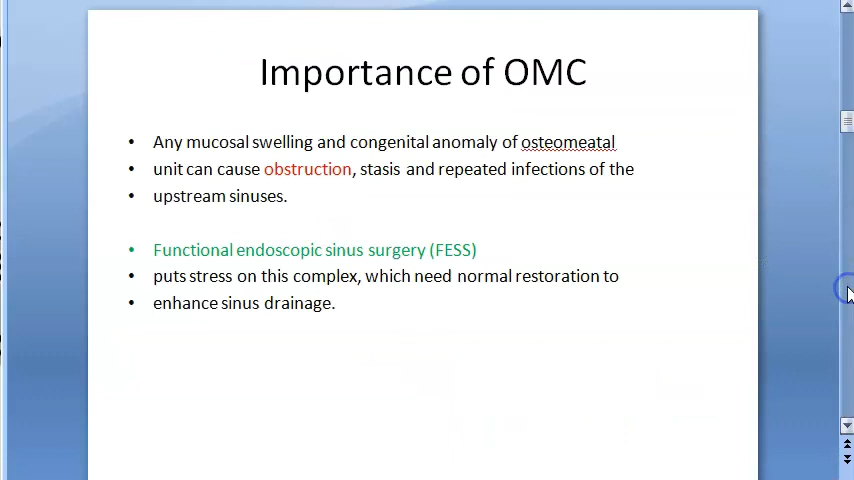 Importance of OMC
• Any mucosal swelling and congenital anomaly of osteomeatal
• unit can cause obstruction, stasis and repeated infections of the
• upstream sinuses.
• Functional endoscopic sinus surgery (FESS)
• puts stress on this complex, which need normal restoration to
• enhance sinus drainage.